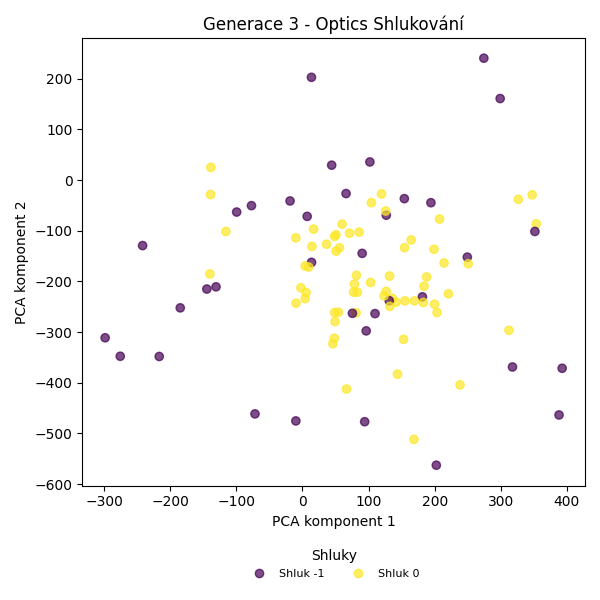 Generace 3 - Optics Shlukování
PCA komponent 2
200
100
0
−100
−200
−300
−400
−500
−600
−300 −200 −100 0 100 200 300 400
PCA komponent 1
Shluky
Shluk -1 Shluk 0